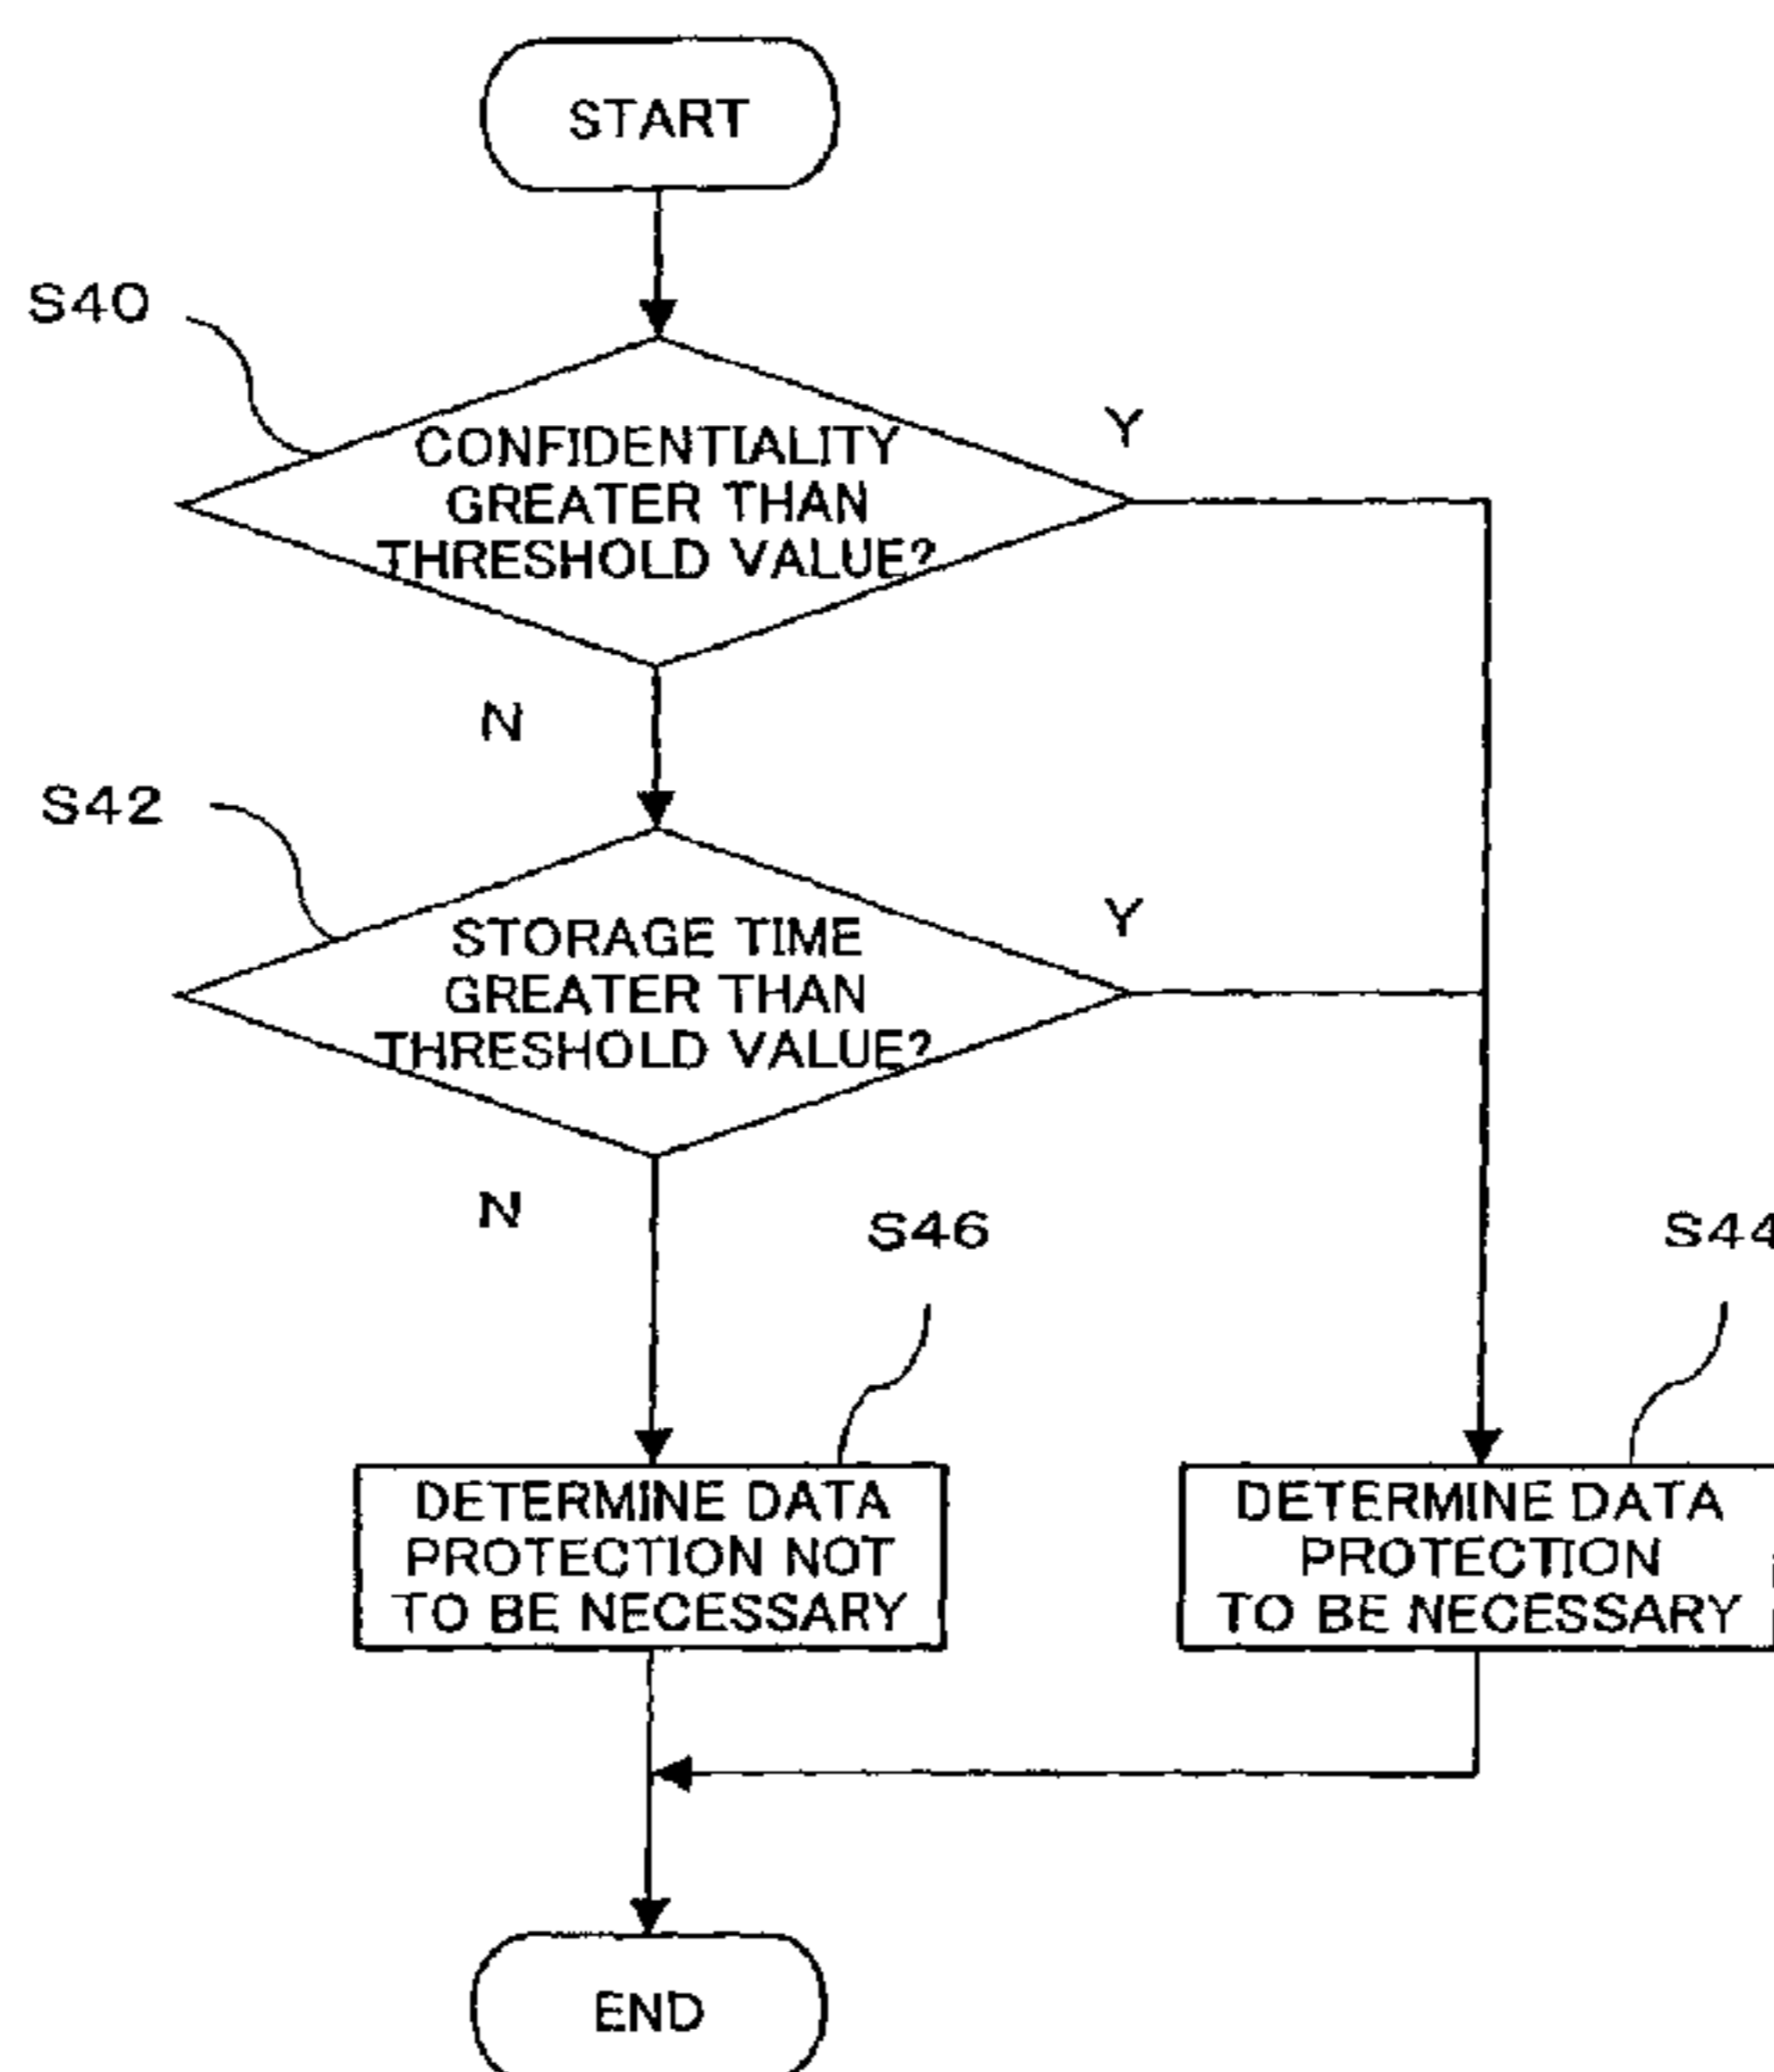 START
S40
CONFIDENTIALITY
GREATER THAN
THRESHOLD VALUE?
Y
N
S42
STORAGE TIME
GREATER THAN
THRESHOLD VALUE?
Y
N
S46
S44
DETERMINE DATA
PROTECTION NOT
TO BE NECESSARY
DETERMINE DATA
PROTECTION
TO BE NECESSARY
END